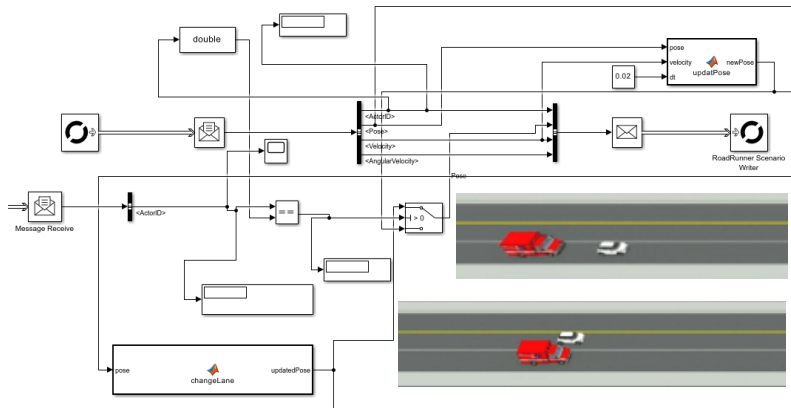 double
pose
velocity
dt
newPose
updatPose
0.02
<ActorID>
<Pose>
<Velocity>
<AngularVelocity>
RoadRunner Scenario
Writer
Pose
Message Receive
<ActorID>
==
> 0
pose
updatedPose
changeLane